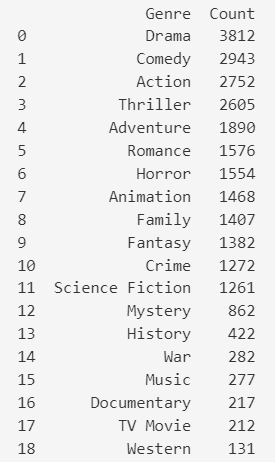 Genre Count
0 Drama 3812
1 Comedy 2943
2 Action 2752
3 Thriller 2605
4 Adventure 1890
5 Romance 1576
6 Horror 1554
7 Animation 1468
8 Family 1407
9 Fantasy 1382
10 Crime 1272
11 Science Fiction 1261
12 Mystery 862
13 History 422
14 War 282
15 Music 277
16 Documentary 217
17 TV Movie 212
18 Western 131